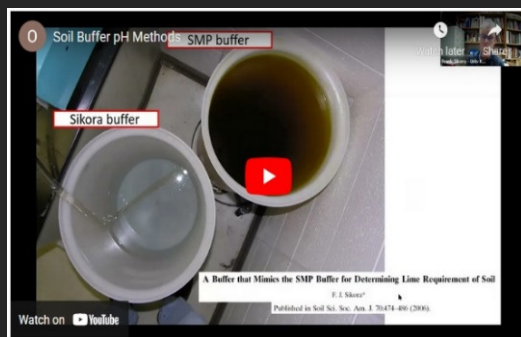 O
Soil Buffer pH Methods
SMP buffer
Watch later
Share
Sikora buffer
A Buffer that Mimics the SMP Buffer for Determining Lime Requirement of Soil
F. J. Sikora*
Published in Soil Sci. Soc. Am. J. 70:474–486 (2006).
Watch on YouTube